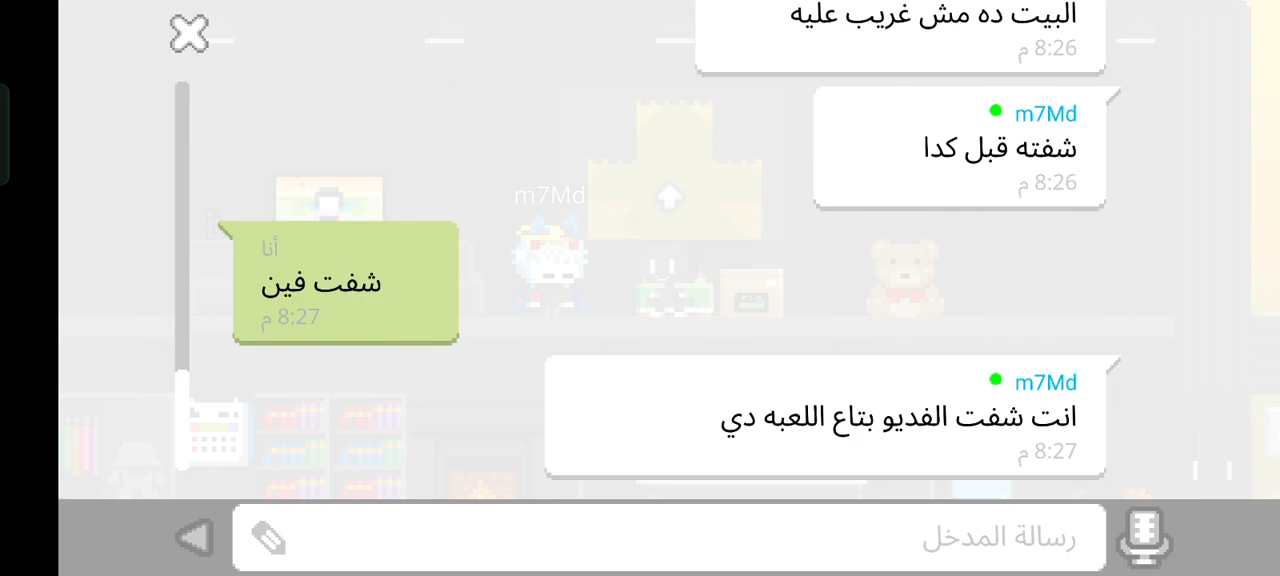 البيت ده مش غريب عليه
8:26 م
m7Md
شفته قبل كدا
8:26 م
m7Md
أنا
شفت فين
8:27 م
m7Md
انت شفت الفديو بتاع اللعبه دي
8:27 م
رسالة المدخل